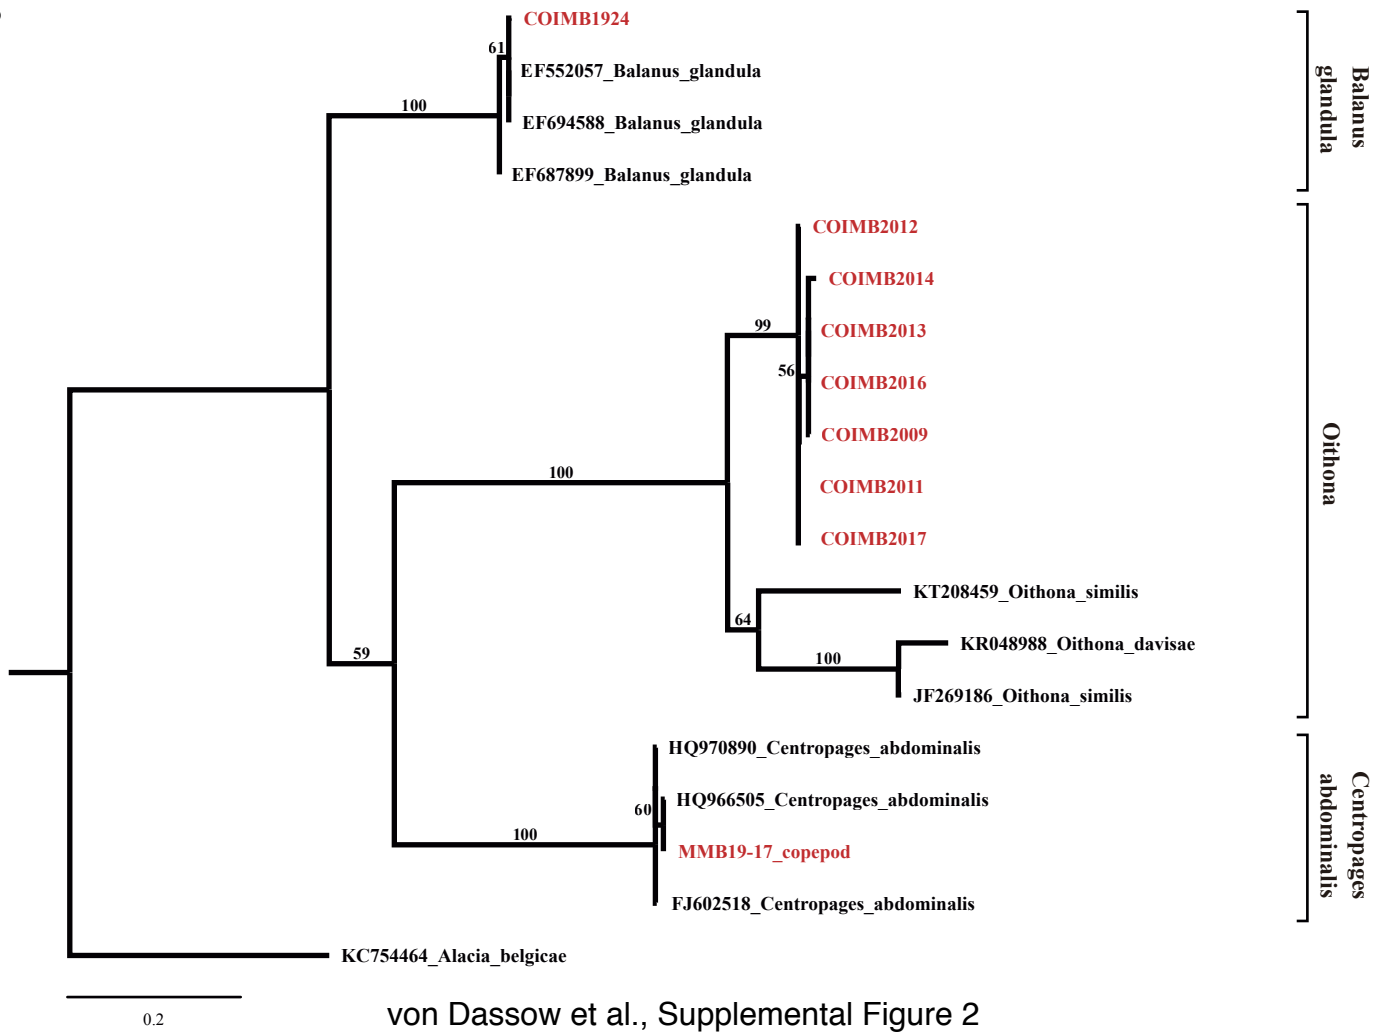 COIMB1924
61
EF552057_Balanus_glandula
100
EF694588_Balanus_glandula
EF687899_Balanus_glandula
Balanus
glandula
COIMB2012
COIMB2014
99
COIMB2013
56
COIMB2016
COIMB2009
100
COIMB2011
COIMB2017
Oithona
KT208459_Oithona_similis
64
KR048988_Oithona_davisae
59
100
JF269186_Oithona_similis
HQ970890_Centropages_abdominalis
HQ966505_Centropages_abdominalis
60
100
MMB19-17_copepod
FJ602518_Centropages_abdominalis
Centropages
abdominalis
KC754464_Alacia_belgicae
0.2
von Dassow et al., Supplemental Figure 2